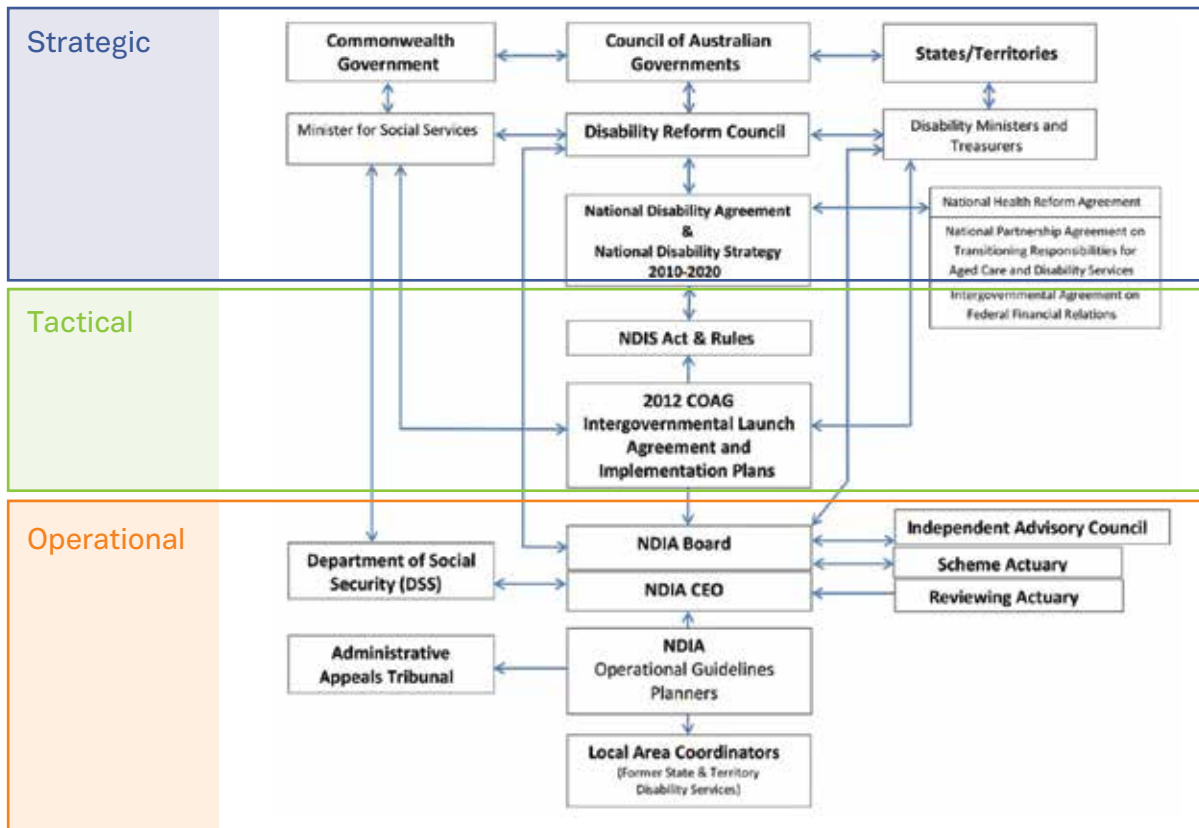 Strategic
Commonwealth
Government
Council of Australian
Governments
States/Territories
Minister for Social Services
Disability Reform Council
Disability Ministers and
Treasurers
National Disability Agreement
&
National Disability Strategy
2010-2020
National Health Reform Agreement
National Partnership Agreement on
Transitioning Responsibilities for
Aged Care and Disability Services
Intergovernmental Agreement on
Federal Financial Relations
Tactical
NDIS Act & Rules
2012 COAG
Intergovernmental Launch
Agreement and
Implementation Plans
Operational
NDIA Board
Independent Advisory Council
Department of Social
Security (DSS)
Scheme Actuary
NDIA CEO
Reviewing Actuary
Administrative
Appeals Tribunal
NDIA
Operational Guidelines
Planners
Local Area Coordinators
(Former State & Territory
Disability Services)